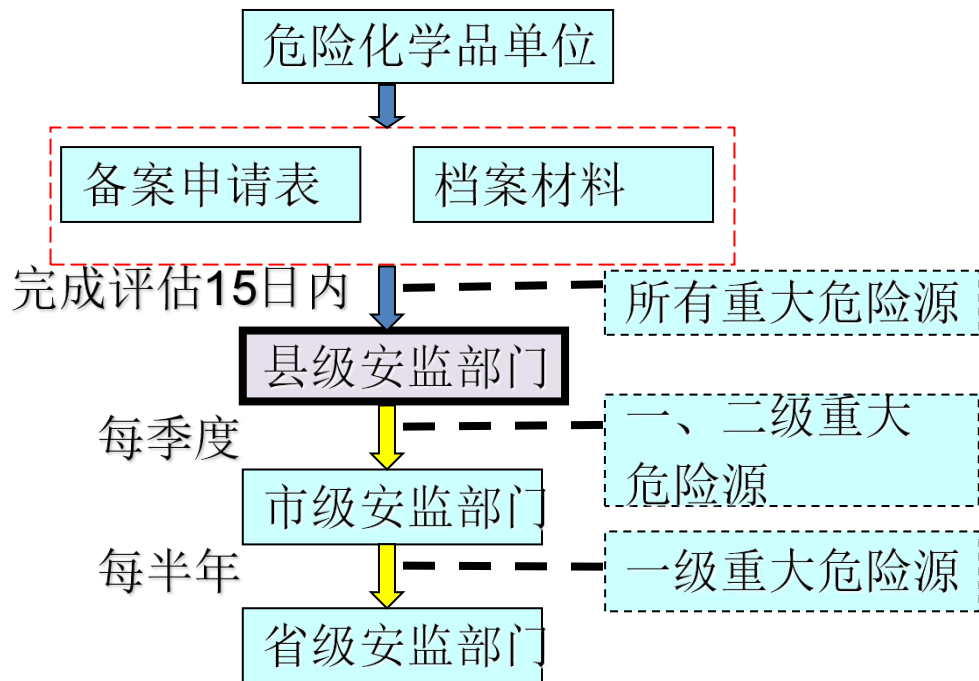 危险化学品单位
备案申请表
档案材料
完成评估15日内
所有重大危险源
县级安监部门
每季度
一、二级重大
危险源
市级安监部门
每半年
一级重大危险源
省级安监部门